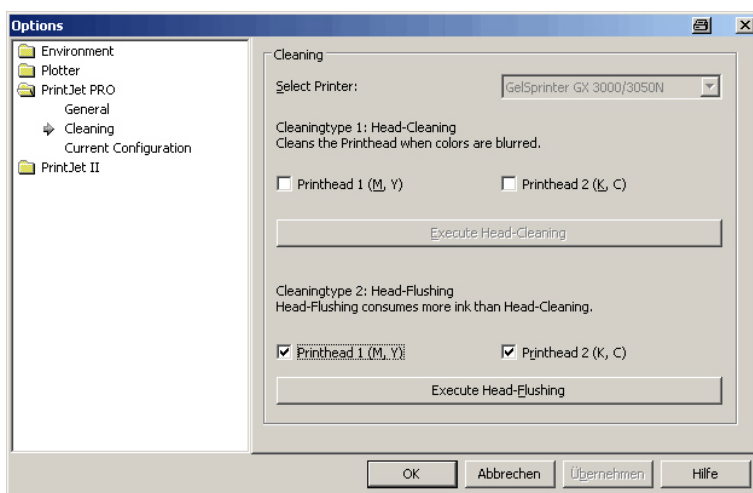 Options
Environment
Plotter
PrintJet PRO
General
Cleaning
Current Configuration
PrintJet II
Cleaning
Select Printer: GelSprinter GX 3000/3050N
Cleaningtype 1: Head-Cleaning
Cleans the Printhead when colors are blurred.
Printhead 1 (M, Y) Printhead 2 (K, C)
Execute Head-Cleaning
Cleaningtype 2: Head-Flushing
Head-Flushing consumes more ink than Head-Cleaning.
Printhead 1 (M, Y) Printhead 2 (K, C)
Execute Head-Flushing
OK Abbrechen Übernehmen Hilfe